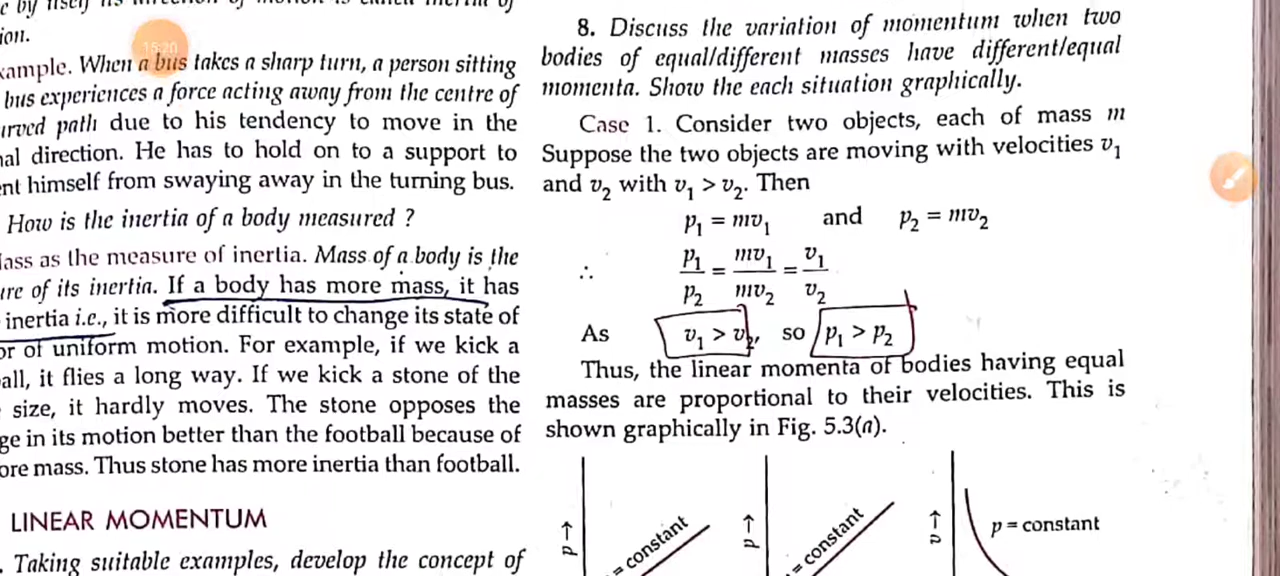 ion.
ample. When a bus takes a sharp turn, a person sitting
bus experiences a force acting away from the centre of
urved path due to his tendency to move in the
nal direction. He has to hold on to a support to
ent himself from swaying away in the turning bus.
How is the inertia of a body measured ?
lass as the measure of inertia. Mass of a body is the
ure of its inertia. If a body has more mass, it has
inertia i.e., it is more difficult to change its state of
or of uniform motion. For example, if we kick a
all, it flies a long way. If we kick a stone of the
size, it hardly moves. The stone opposes the
ge in its motion better than the football because of
ore mass. Thus stone has more inertia than football.
LINEAR MOMENTUM
. Taking suitable examples, develop the concept of
15:20
8. Discuss the variation of momentum when two
bodies of equal/different masses have different/equal
momenta. Show the each situation graphically.
Case 1. Consider two objects, each of mass m
Suppose the two objects are moving with velocities v₁
and v₂ with v₁ > v₂. Then
p₁ = mv₁ and p₂ = mv₂
∴ p₁/p₂ = mv₁/mv₂ = v₁/v₂
As v₁ > v₂, so p₁ > p₂
Thus, the linear momenta of bodies having equal
masses are proportional to their velocities. This is
shown graphically in Fig. 5.3(a).
p→ = constant
p→ = constant
p→ p = constant